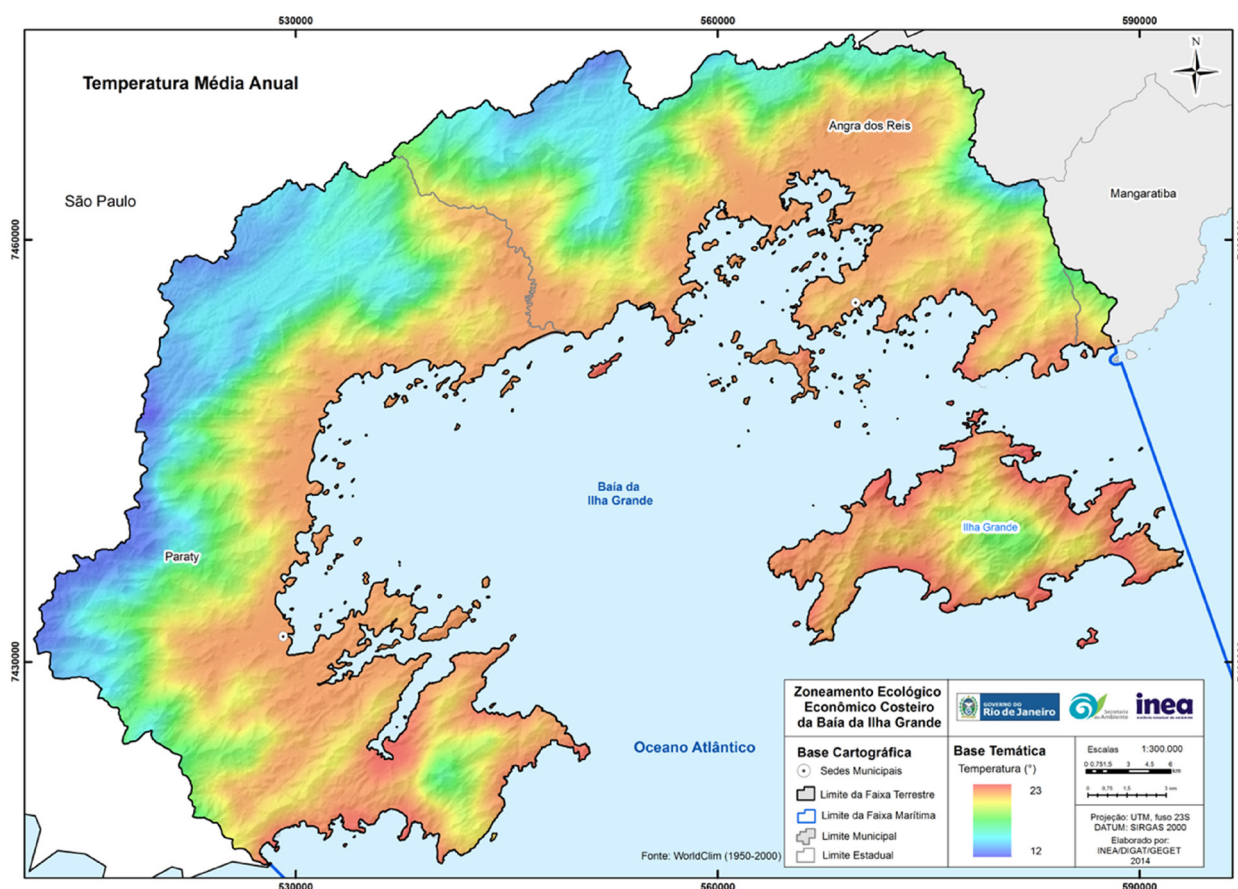 530000
560000
590000
Temperatura Média Anual
N
Angra dos Reis
São Paulo
Mangaratiba
7460000
Baía da
Ilha Grande
Ilha Grande
Paraty
7430000
Oceano Atlântico
Zoneamento Ecológico
Econômico Costeiro
da Baía da Ilha Grande
GOVERNO DO
Rio de Janeiro
Secretaria
do Ambiente
inea
Base Cartográfica
Sedes Municipais
Limite da Faixa Terrestre
Limite da Faixa Marítima
Limite Municipal
Limite Estadual
Base Temática
Temperatura (°)
23
12
Escalas 1:300.000
0 0,75 1,5 3 4,5 6
km
0 0,75 1,5 3 nm
Projeção: UTM, fuso 23S
DATUM: SIRGAS 2000
Elaborado por:
INEA/DIGAT/GEGET
2014
Fonte: WorldClim (1950-2000)
530000
560000
590000